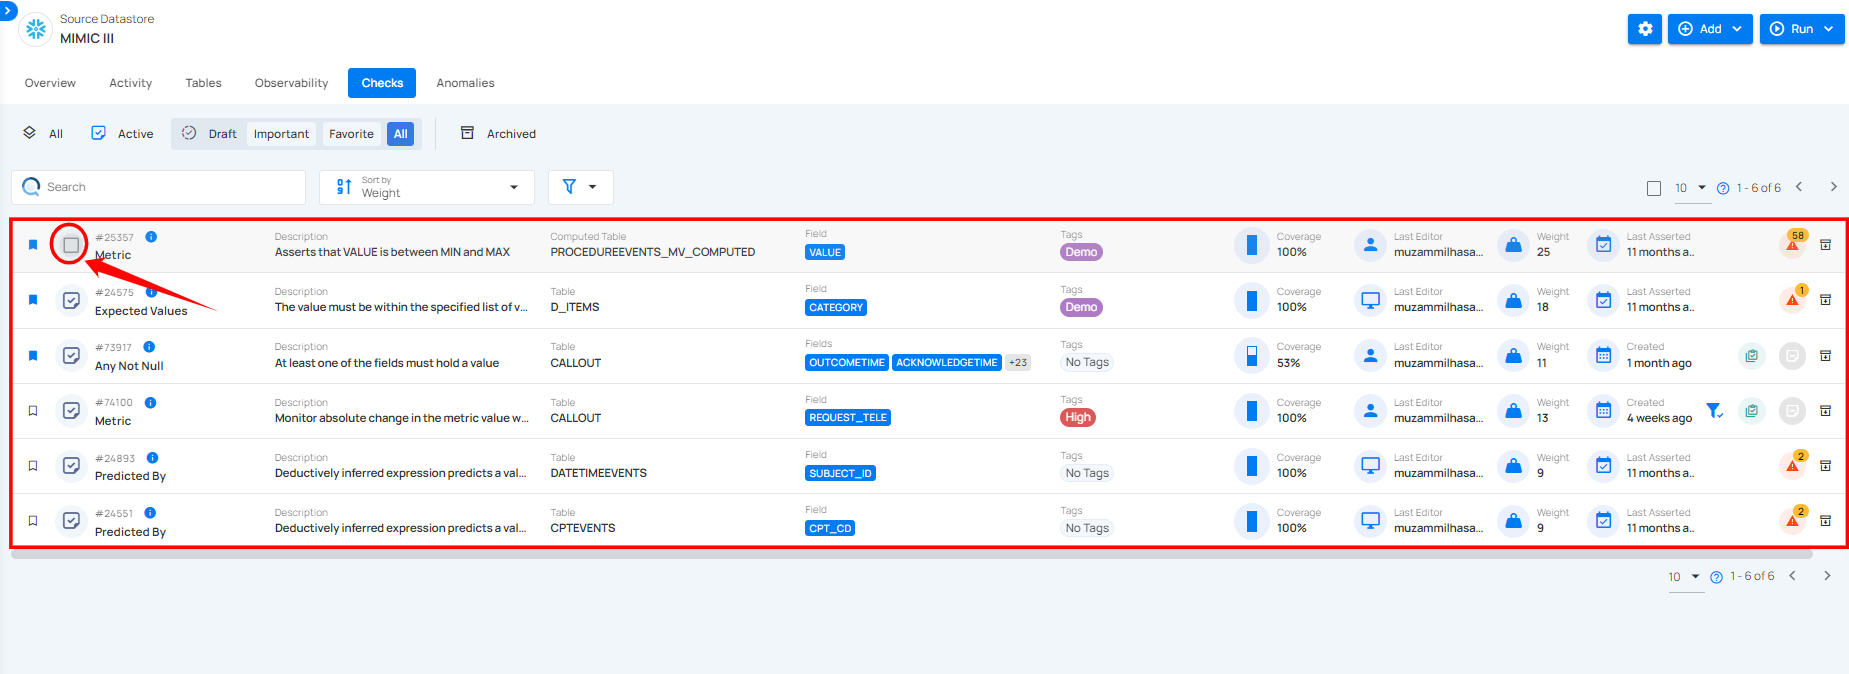 Source Datastore
MIMIC III
Add
Run
Overview Activity Tables Observability Checks Anomalies
All Active Draft Important Favorite All Archived
Search
Sort by
Weight
10 1 - 6 of 6
#25357 Description Computed Table Field Tags Coverage Last Editor Weight Last Asserted 58
Metric Asserts that VALUE is between MIN and MAX PROCEDUREEVENTS_MV_COMPUTED VALUE Demo 100% muzammilhasa... 25 11 months a..
#24575 Description Table Field Tags Coverage Last Editor Weight Last Asserted 1
Expected Values The value must be within the specified list of v... D_ITEMS CATEGORY Demo 100% muzammilhasa... 18 11 months a..
#73917 Description Table Fields Tags Coverage Last Editor Weight Created
Any Not Null At least one of the fields must hold a value CALLOUT OUTCOMETIME ACKNOWLEDGETIME +23 No Tags 53% muzammilhasa... 11 1 month ago
#74100 Description Table Field Tags Coverage Last Editor Weight Created
Metric Monitor absolute change in the metric value w... CALLOUT REQUEST_TELE High 100% muzammilhasa... 13 4 weeks ago
#24893 Description Table Field Tags Coverage Last Editor Weight Last Asserted 2
Predicted By Deductively inferred expression predicts a val... DATETIMEEVENTS SUBJECT_ID No Tags 100% muzammilhasa... 9 11 months a..
#24551 Description Table Field Tags Coverage Last Editor Weight Last Asserted 2
Predicted By Deductively inferred expression predicts a val... CPTEVENTS CPT_CD No Tags 100% muzammilhasa... 9 11 months a..
10 1 - 6 of 6